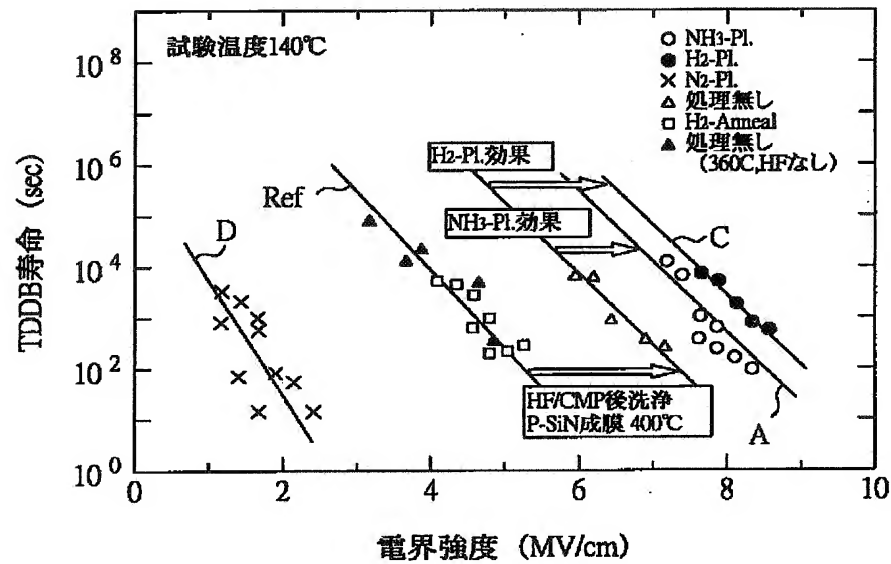 試験温度140℃
NH3-Pl.
H2-Pl.
N2-Pl.
処理無し
H2-Anneal
処理無し
(360C,HFなし)
H2-Pl.効果
NH3-Pl.効果
HF/CMP後洗浄
P-SiN成膜 400℃
Ref
D
C
A
TDDB寿命 (sec)
10^8
10^6
10^4
10^2
10^0
0 2 4 6 8 10
電界強度 (MV/cm)